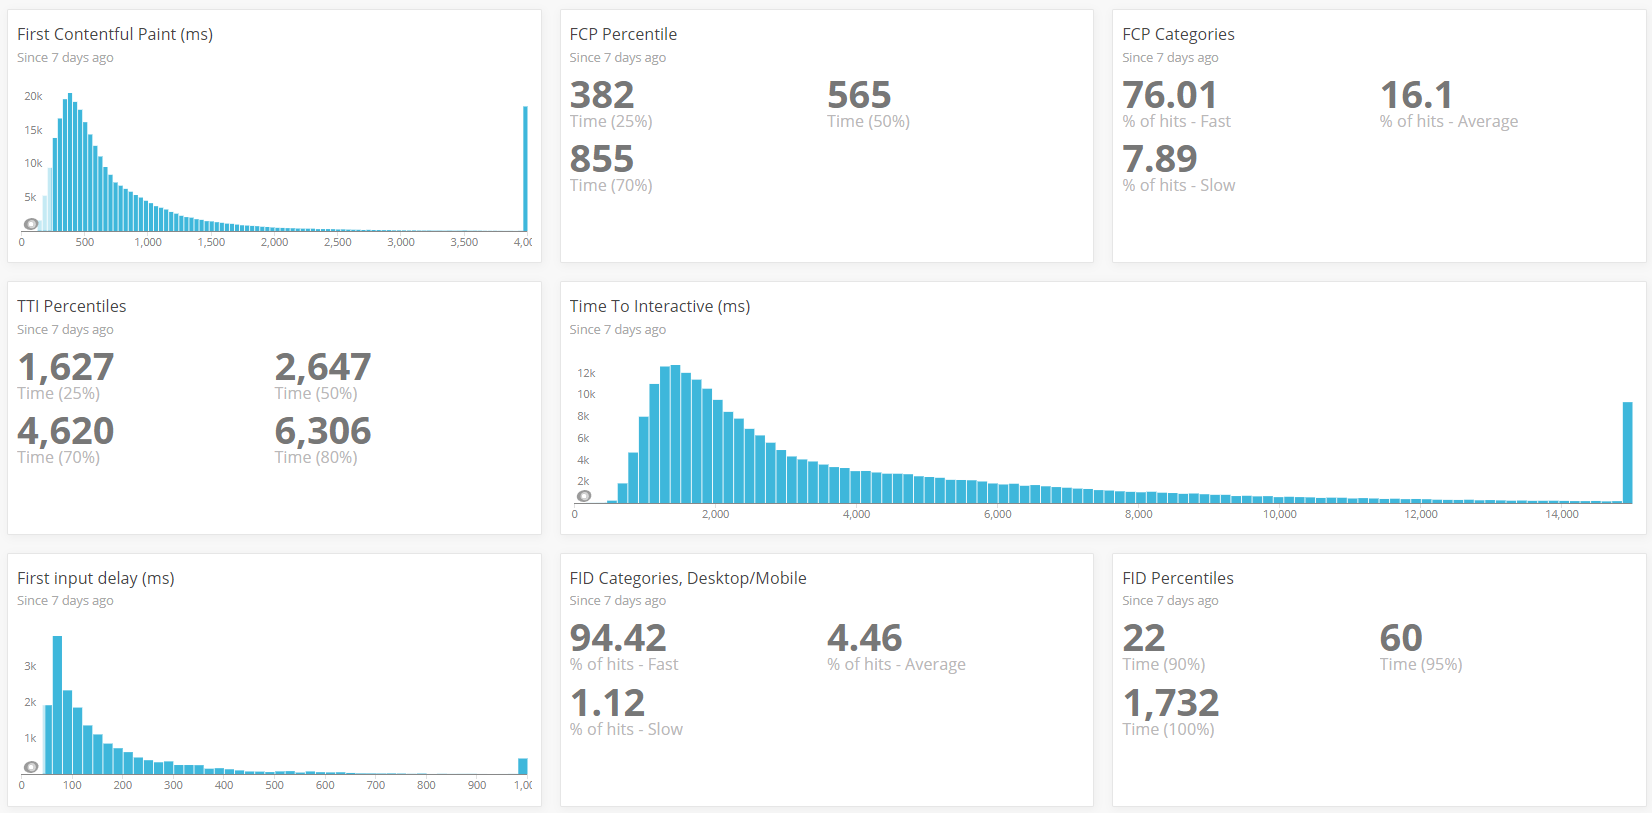 First Contentful Paint (ms)
Since 7 days ago
20k
15k
10k
5k
0 500 1,000 1,500 2,000 2,500 3,000 3,500 4,00
FCP Percentile
Since 7 days ago
382 565
Time (25%) Time (50%)
855
Time (70%)
FCP Categories
Since 7 days ago
76.01 16.1
% of hits - Fast % of hits - Average
7.89
% of hits - Slow
TTI Percentiles
Since 7 days ago
1,627 2,647
Time (25%) Time (50%)
4,620 6,306
Time (70%) Time (80%)
Time To Interactive (ms)
Since 7 days ago
12k
10k
8k
6k
4k
2k
0 2,000 4,000 6,000 8,000 10,000 12,000 14,000
First input delay (ms)
Since 7 days ago
3k
2k
1k
0 100 200 300 400 500 600 700 800 900 1,00
FID Categories, Desktop/Mobile
Since 7 days ago
94.42 4.46
% of hits - Fast % of hits - Average
1.12
% of hits - Slow
FID Percentiles
Since 7 days ago
22 60
Time (90%) Time (95%)
1,732
Time (100%)